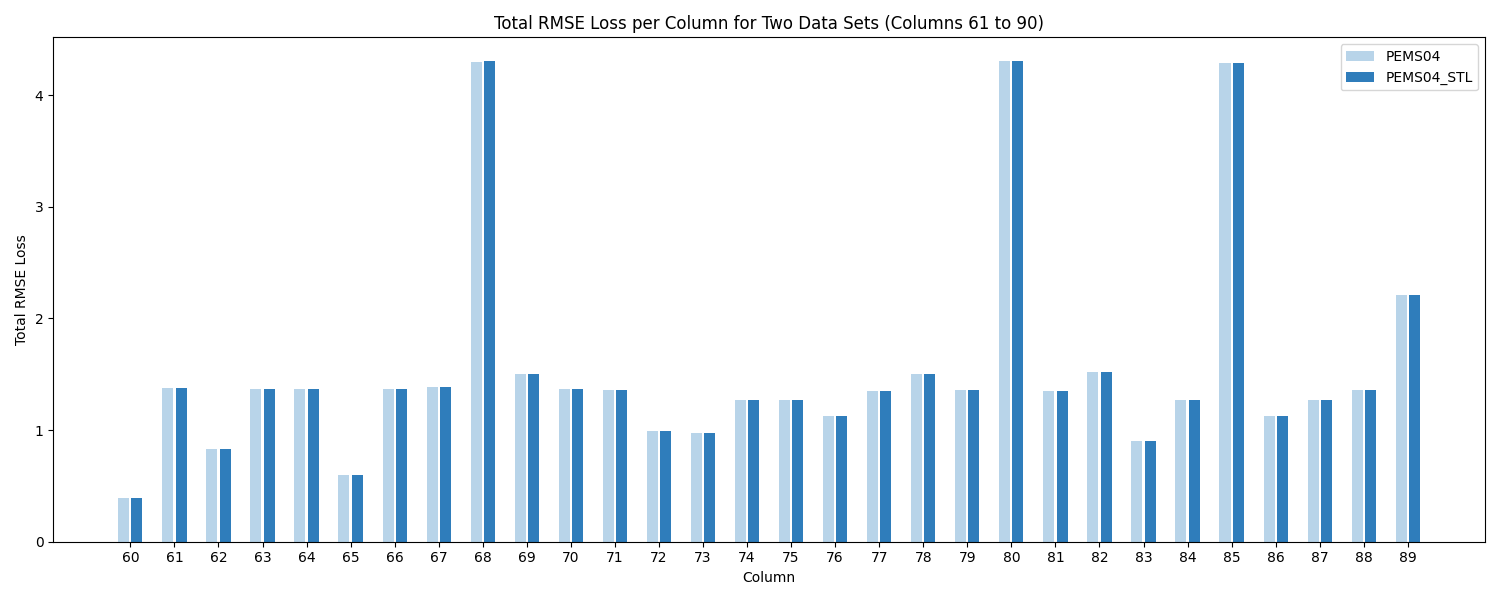 Total RMSE Loss per Column for Two Data Sets (Columns 61 to 90)
PEMS04
PEMS04_STL
Total RMSE Loss
4
3
2
1
0
60 61 62 63 64 65 66 67 68 69 70 71 72 73 74 75 76 77 78 79 80 81 82 83 84 85 86 87 88 89
Column